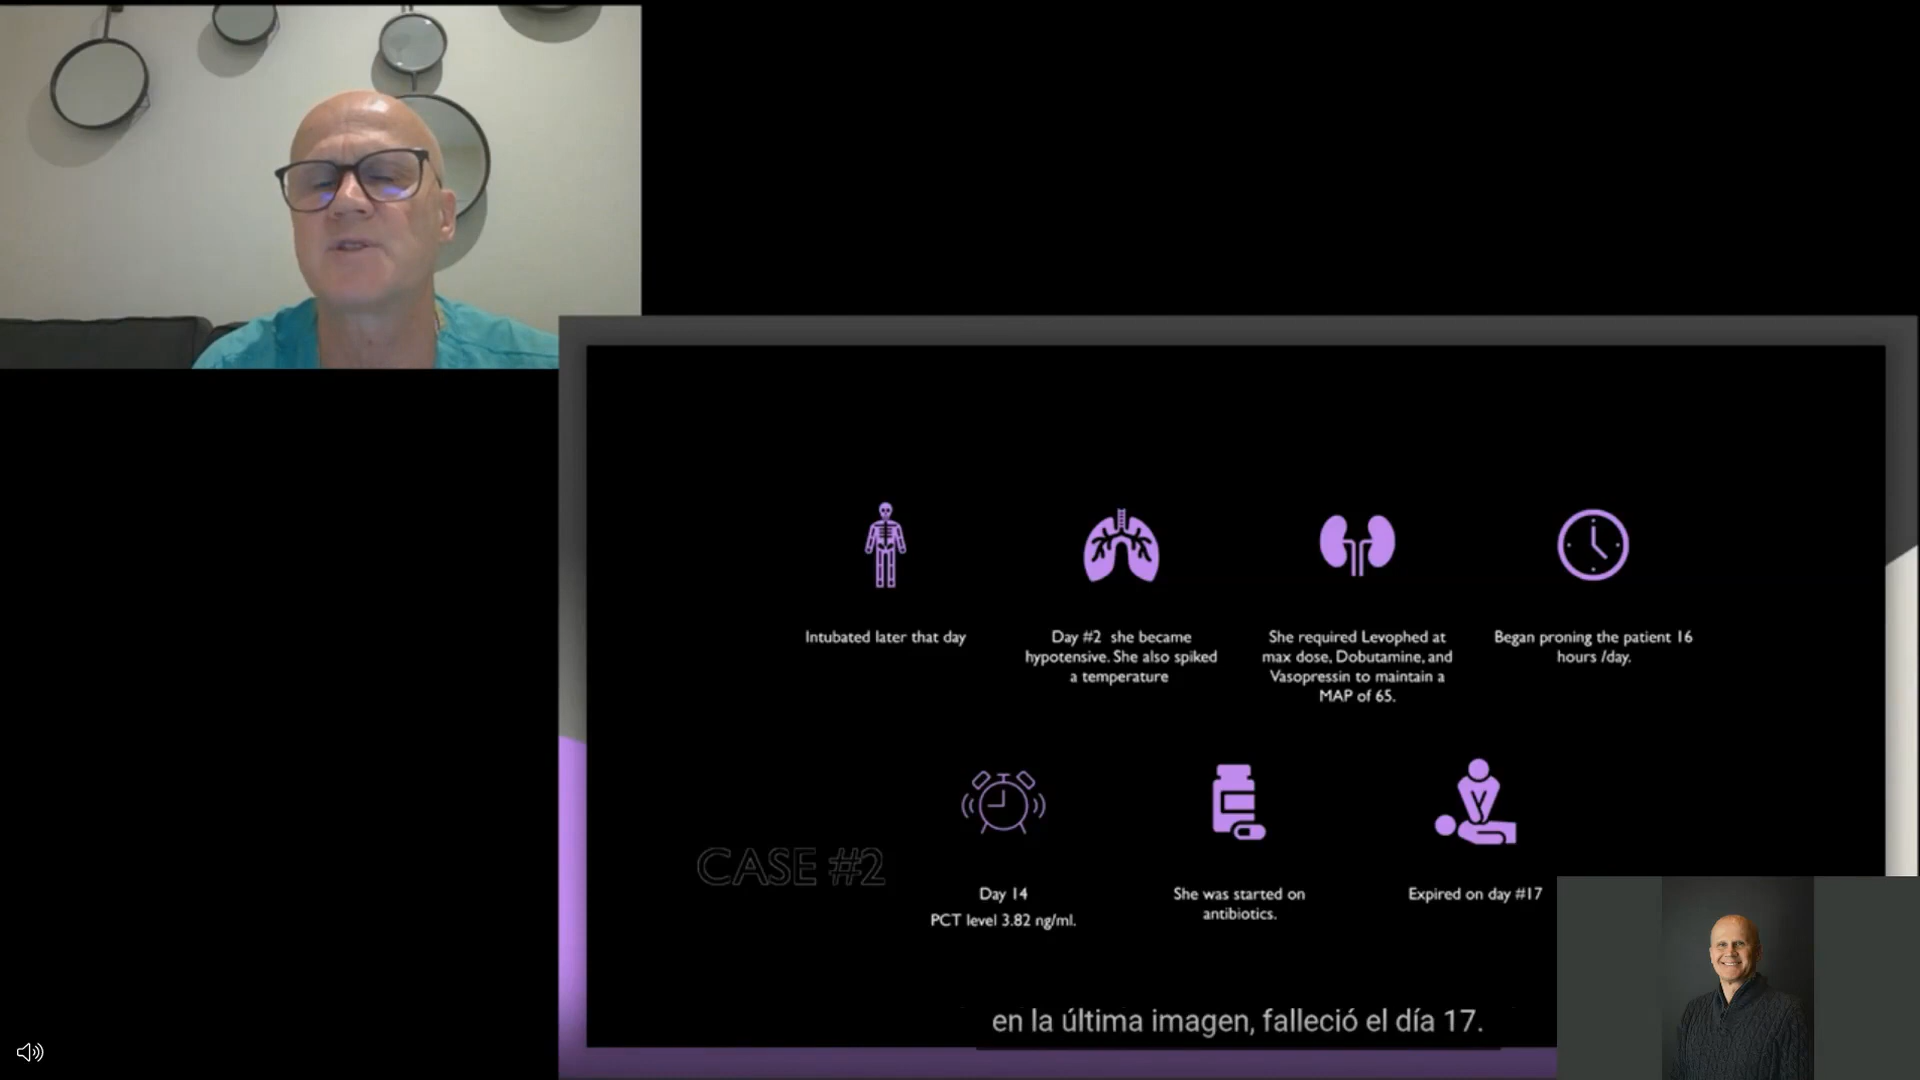 Intubated later that day
Day #2 she became
hypotensive. She also spiked
a temperature
She required Levophed at
max dose, Dobutamine, and
Vasopressin to maintain a
MAP of 65.
Began proning the patient 16
hours /day.
CASE #2
Day 14
PCT level 3.82 ng/ml.
She was started on
antibiotics.
Expired on day #17
en la última imagen, falleció el día 17.